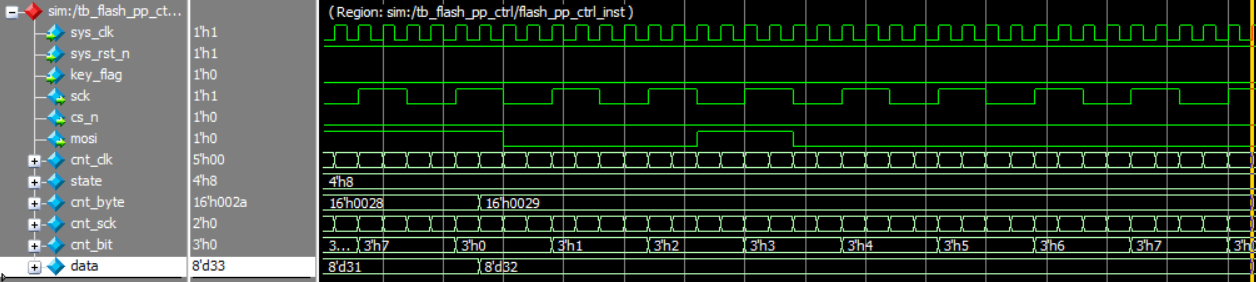 sim:/tb_flash_pp_ct... (Region: sim:/tb_flash_pp_ctrl/flash_pp_ctrl_inst )
sys_clk 1'h1
sys_rst_n 1'h1
key_flag 1'h0
sck 1'h1
cs_n 1'h0
mosi 1'h0
cnt_clk 5'h00
state 4'h8 4'h8
cnt_byte 16'h002a 16'h0028 16'h0029
cnt_sck 2'h0
cnt_bit 3'h0 3... 3'h7 3'h0 3'h1 3'h2 3'h3 3'h4 3'h5 3'h6 3'h7 3'h
data 8'd33 8'd31 8'd32